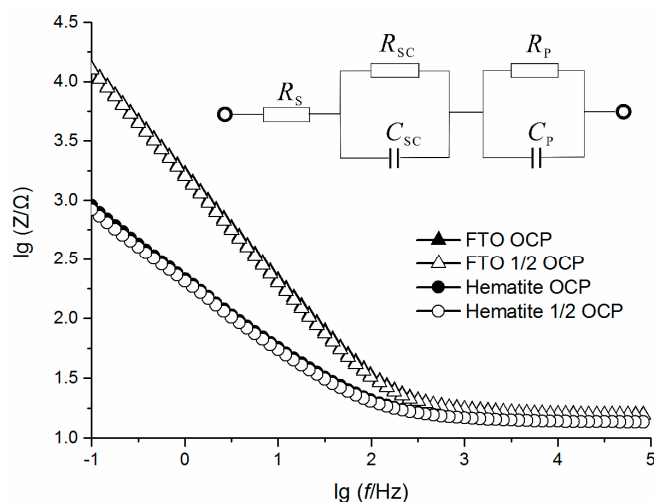 4.5
4.0
3.5
3.0
2.5
2.0
1.5
1.0
lg (Z/Ω)
R_S
R_SC
C_SC
R_P
C_P
FTO OCP
FTO 1/2 OCP
Hematite OCP
Hematite 1/2 OCP
-1 0 1 2 3 4 5
lg (f/Hz)